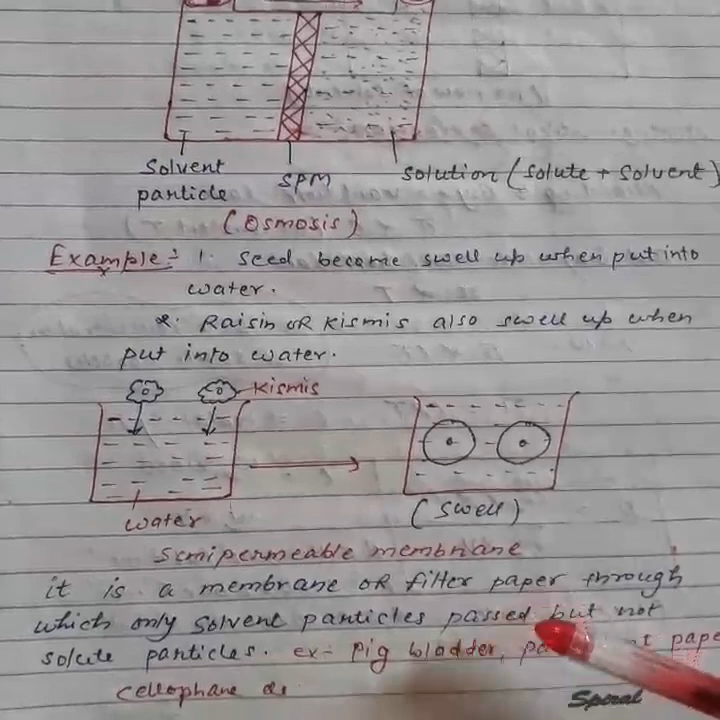 Solvent particle
SPM
Solution (Solute + Solvent)
(Osmosis)
Example:- 1. Seed become swell up when put into
water.
2. Raisin OR Kismis also swell up when
put into water.
Kismis
water
(Swell)
Semipermeable membrane
it is a membrane OR filter paper through
which only solvent particles passed but not
solute particles. ex- Pig bladder,
Cellophane
Speral